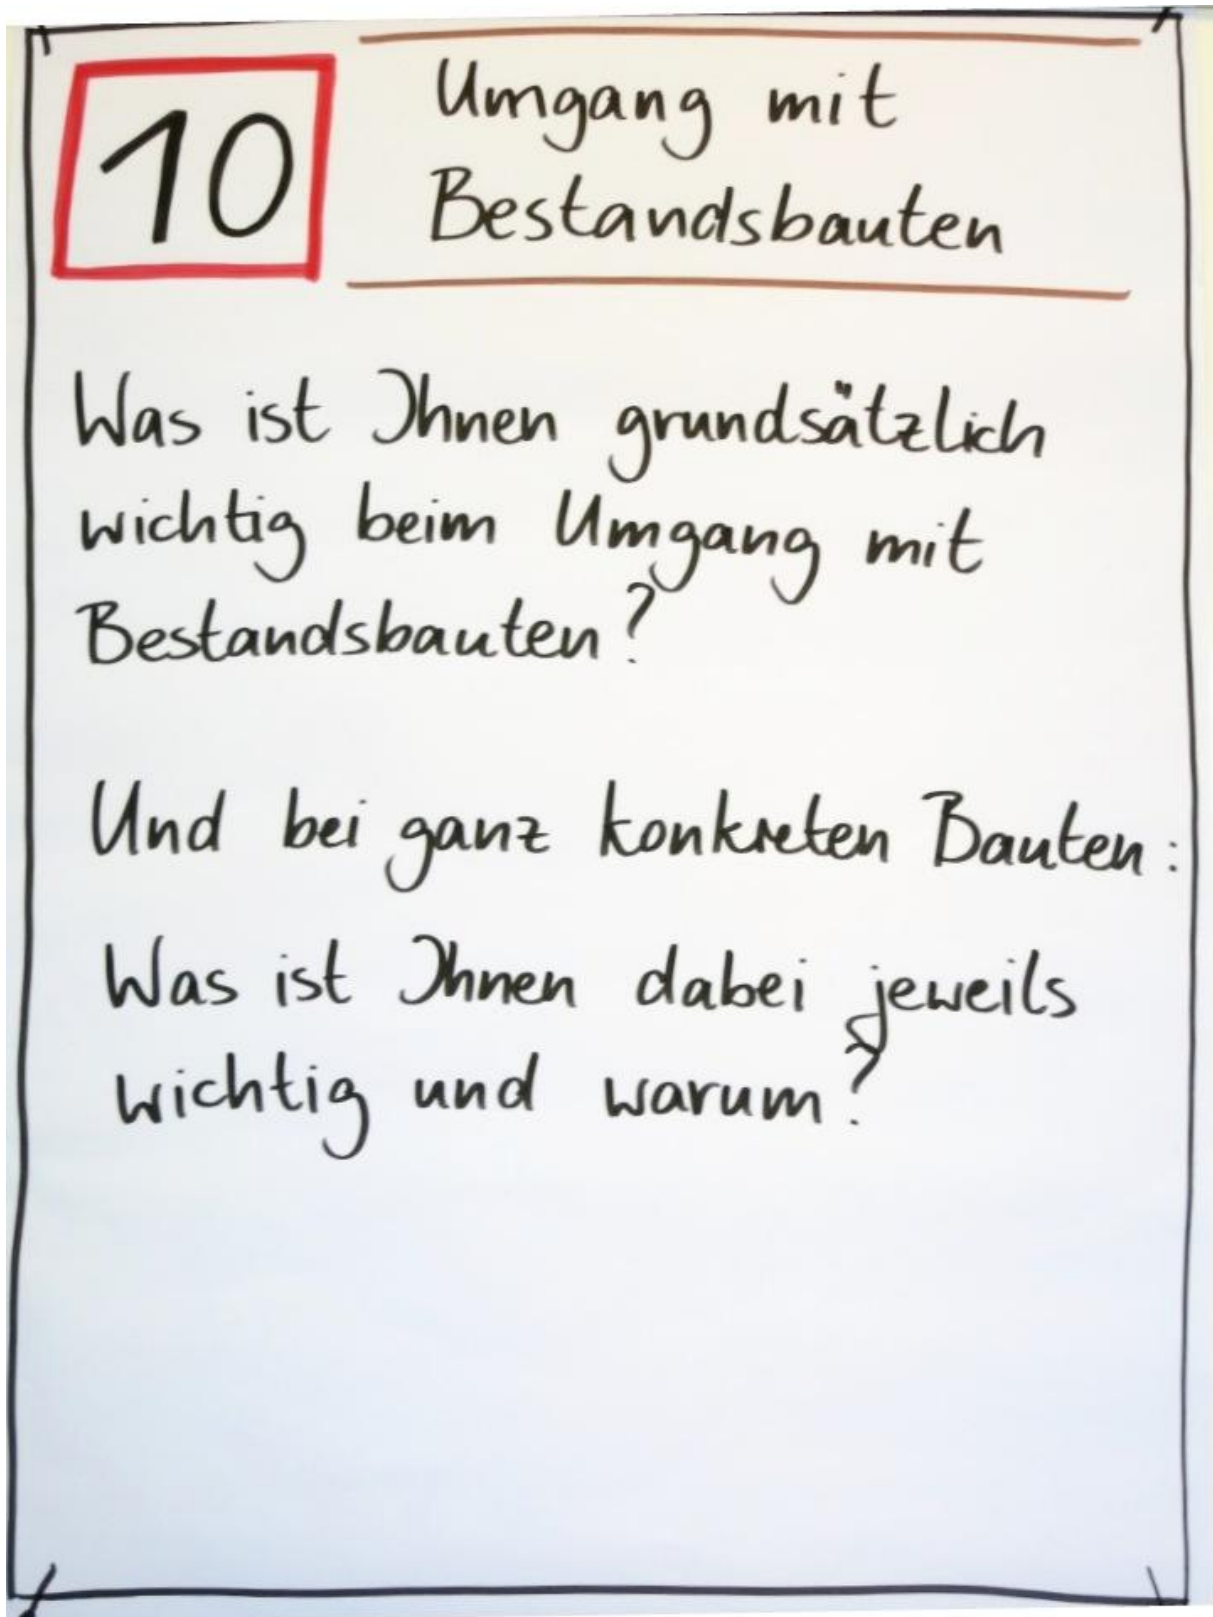 10
Umgang mit
Bestandsbauten
Was ist Ihnen grundsätzlich
wichtig beim Umgang mit
Bestandsbauten?
Und bei ganz konkreten Bauten:
Was ist Ihnen dabei jeweils
wichtig und warum?